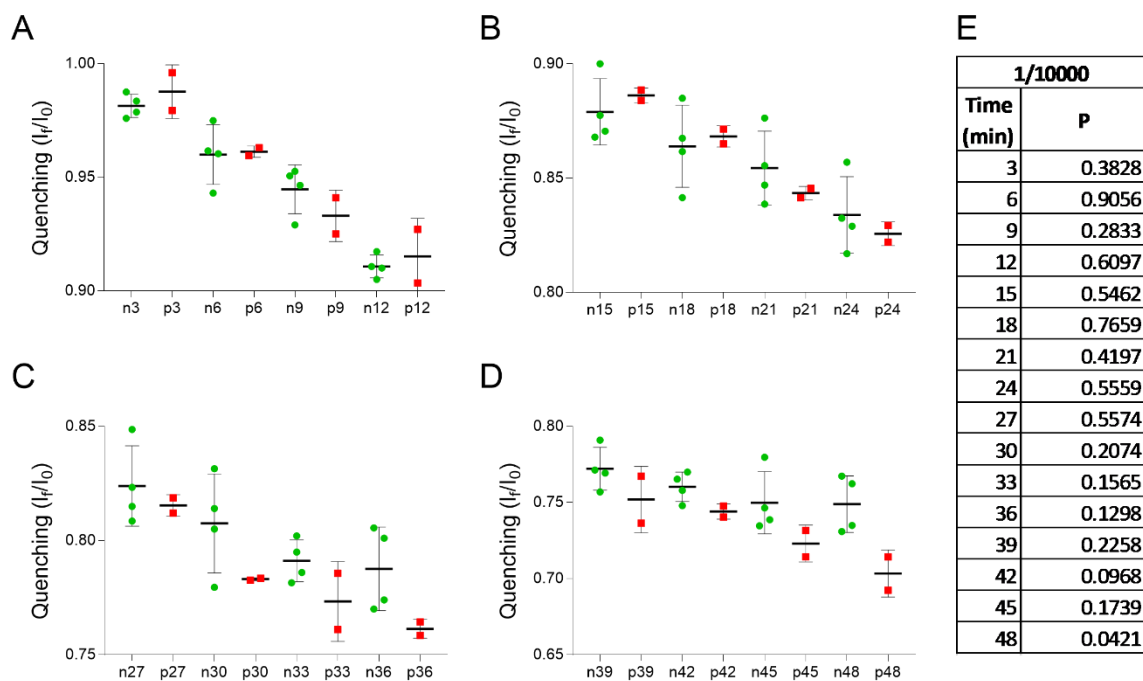 A
Quenching (If/I0)
1.00
0.95
0.90
n3 p3 n6 p6 n9 p9 n12 p12
B
Quenching (If/I0)
0.90
0.85
0.80
n15 p15 n18 p18 n21 p21 n24 p24
C
Quenching (If/I0)
0.85
0.80
0.75
n27 p27 n30 p30 n33 p33 n36 p36
D
Quenching (If/I0)
0.80
0.75
0.70
0.65
n39 p39 n42 p42 n45 p45 n48 p48
E
1/10000
Time (min) P
3 0.3828
6 0.9056
9 0.2833
12 0.6097
15 0.5462
18 0.7659
21 0.4197
24 0.5559
27 0.5574
30 0.2074
33 0.1565
36 0.1298
39 0.2258
42 0.0968
45 0.1739
48 0.0421